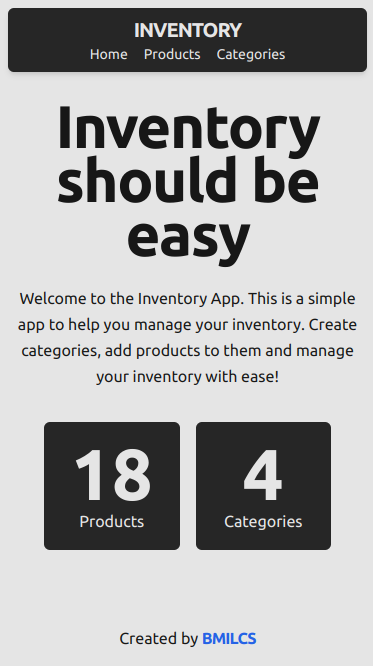 INVENTORY
Home Products Categories
Inventory
should be
easy
Welcome to the Inventory App. This is a simple
app to help you manage your inventory. Create
categories, add products to them and manage
your inventory with ease!
18 4
Products Categories
Created by BMILCS